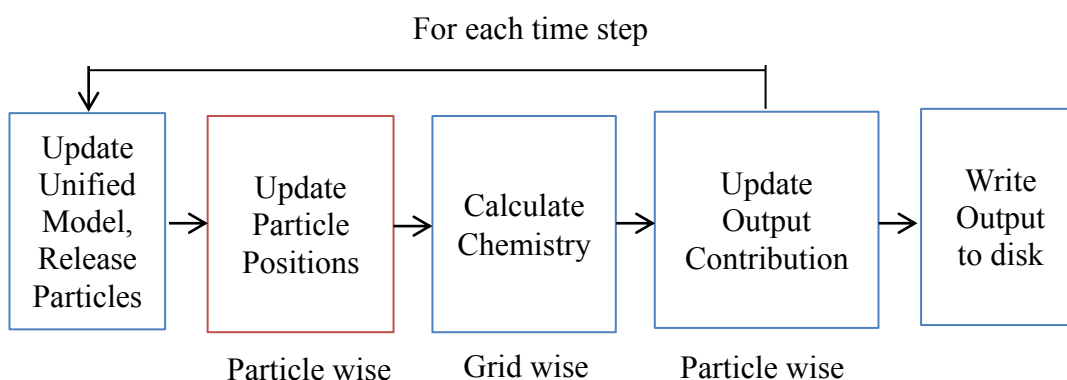 For each time step
Update
Unified
Model,
Release
Particles
Update
Particle
Positions
Calculate
Chemistry
Update
Output
Contribution
Write
Output
to disk
Particle wise
Grid wise
Particle wise